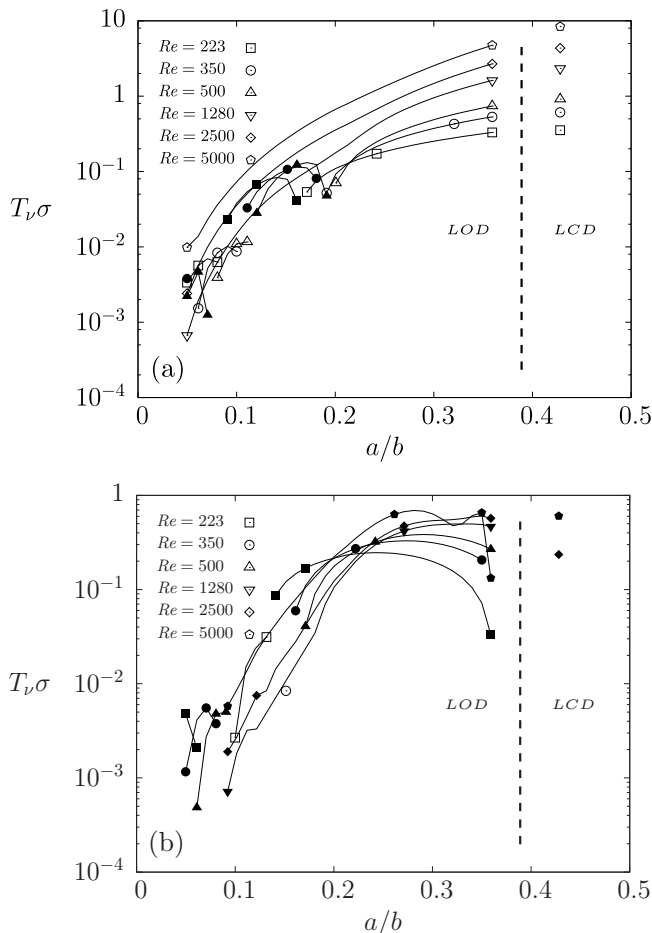 10
1
10⁻¹
10⁻²
10⁻³
10⁻⁴
T_νσ
Re = 223
Re = 350
Re = 500
Re = 1280
Re = 2500
Re = 5000
LOD
LCD
(a)
0
0.1
0.2
0.3
0.4
0.5
a/b
1
10⁻¹
10⁻²
10⁻³
10⁻⁴
T_νσ
Re = 223
Re = 350
Re = 500
Re = 1280
Re = 2500
Re = 5000
LOD
LCD
(b)
0
0.1
0.2
0.3
0.4
0.5
a/b